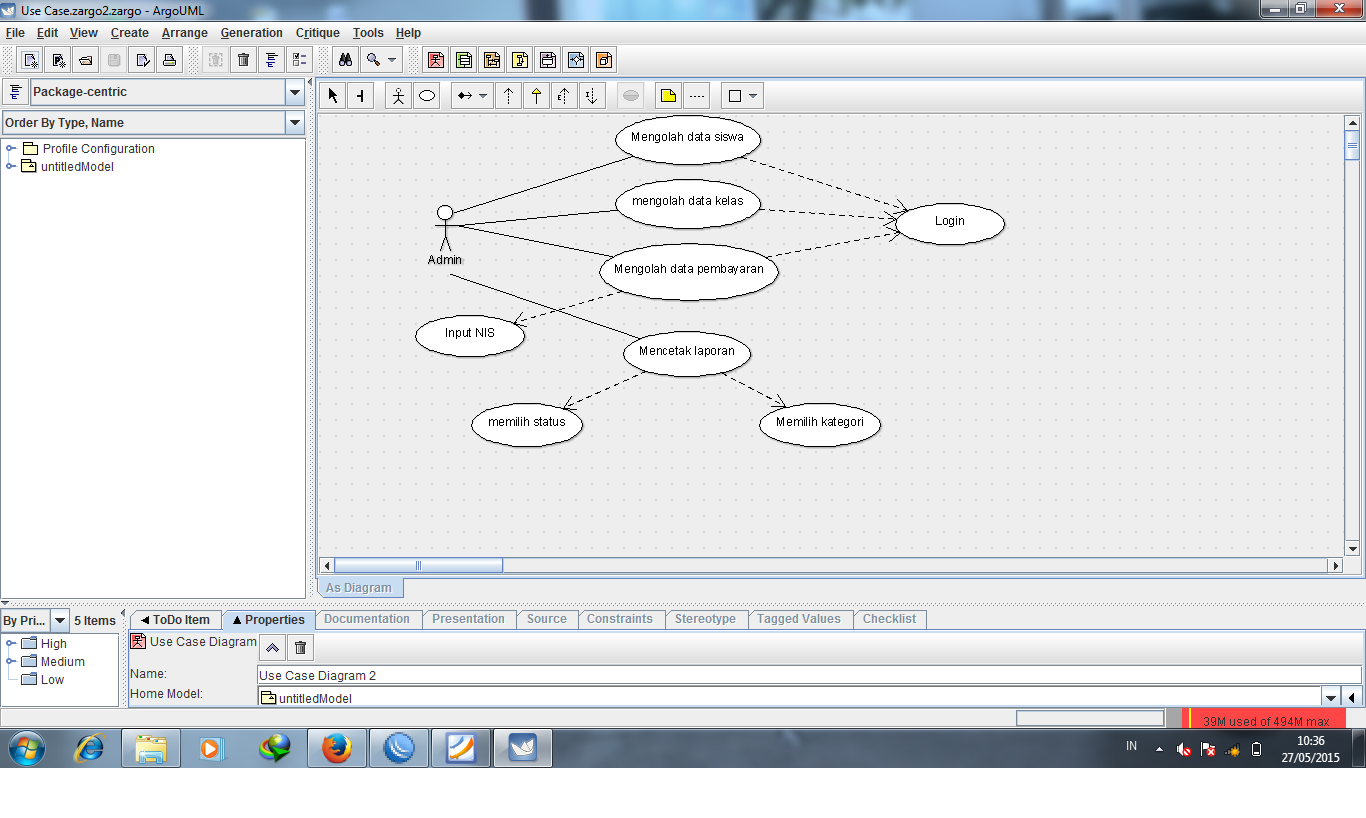 Use Case.zargo2.zargo - ArgoUML
File Edit View Create Arrange Generation Critique Tools Help
Package-centric
Order By Type, Name
Profile Configuration
untitledModel
Mengolah data siswa
mengolah data kelas
Login
Admin
Mengolah data pembayaran
Input NIS
Mencetak laporan
memilih status
Memilih kategori
As Diagram
By Pri... 5 Items
High
Medium
Low
ToDo Item Properties Documentation Presentation Source Constraints Stereotype Tagged Values Checklist
Use Case Diagram
Name: Use Case Diagram 2
Home Model: untitledModel
39M used of 494M max
IN
10:36
27/05/2015